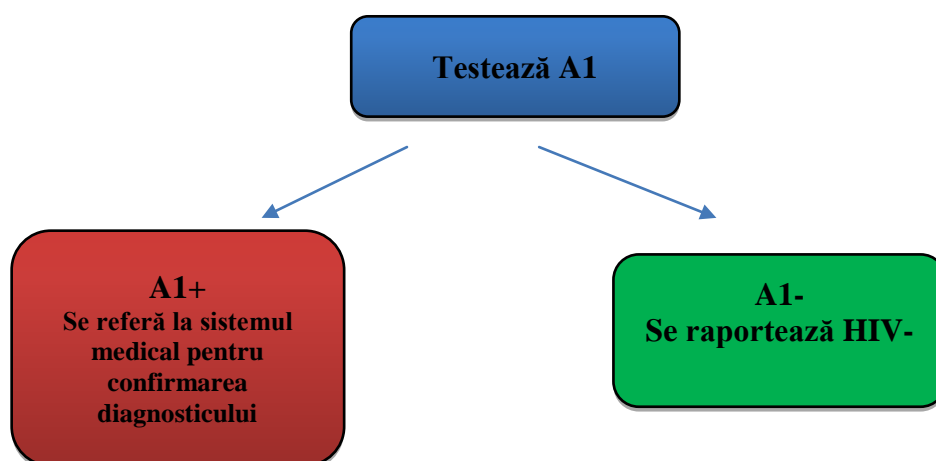 Testează A1
A1+
Se referă la sistemul
medical pentru
confirmarea
diagnosticului
A1-
Se raportează HIV-